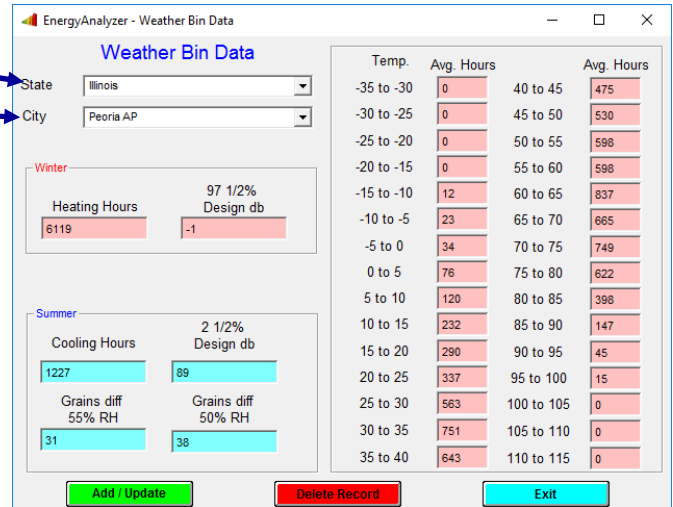 EnergyAnalyzer - Weather Bin Data
Weather Bin Data
State Illinois
City Peoria AP
Winter
Heating Hours 97 1/2% Design db
6119 -1
Summer
Cooling Hours 2 1/2% Design db
1227 89
Grains diff 55% RH Grains diff 50% RH
31 38
Temp. Avg. Hours Avg. Hours
-35 to -30 0 40 to 45 475
-30 to -25 0 45 to 50 530
-25 to -20 0 50 to 55 598
-20 to -15 0 55 to 60 598
-15 to -10 12 60 to 65 837
-10 to -5 23 65 to 70 665
-5 to 0 34 70 to 75 749
0 to 5 76 75 to 80 622
5 to 10 120 80 to 85 398
10 to 15 232 85 to 90 147
15 to 20 290 90 to 95 45
20 to 25 337 95 to 100 15
25 to 30 563 100 to 105 0
30 to 35 751 105 to 110 0
35 to 40 643 110 to 115 0
Add / Update Delete Record Exit